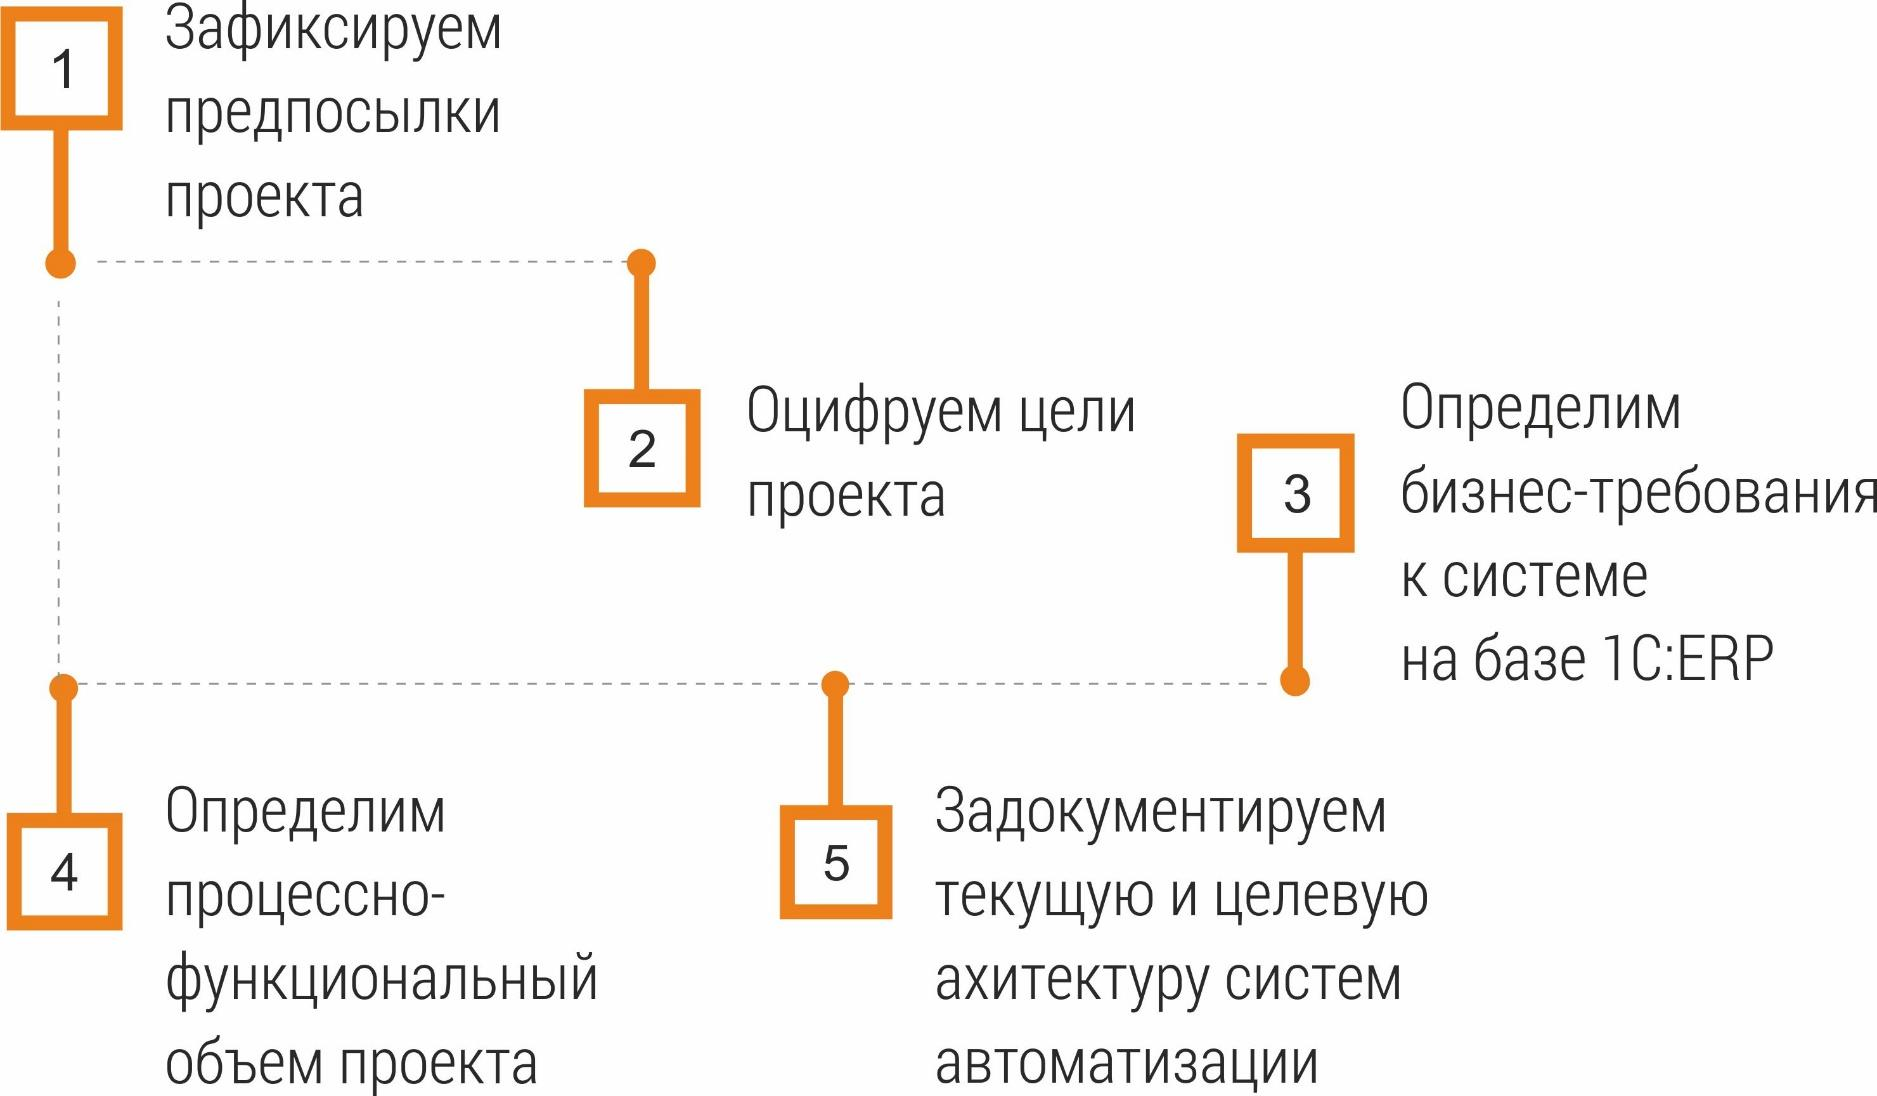 1
Зафиксируем
предпосылки
проекта
2
Оцифруем цели
проекта
3
Определим
бизнес-требования
к системе
на базе 1С:ERP
4
Определим
процессно-
функциональный
объем проекта
5
Задокументируем
текущую и целевую
ахитектуру систем
автоматизации